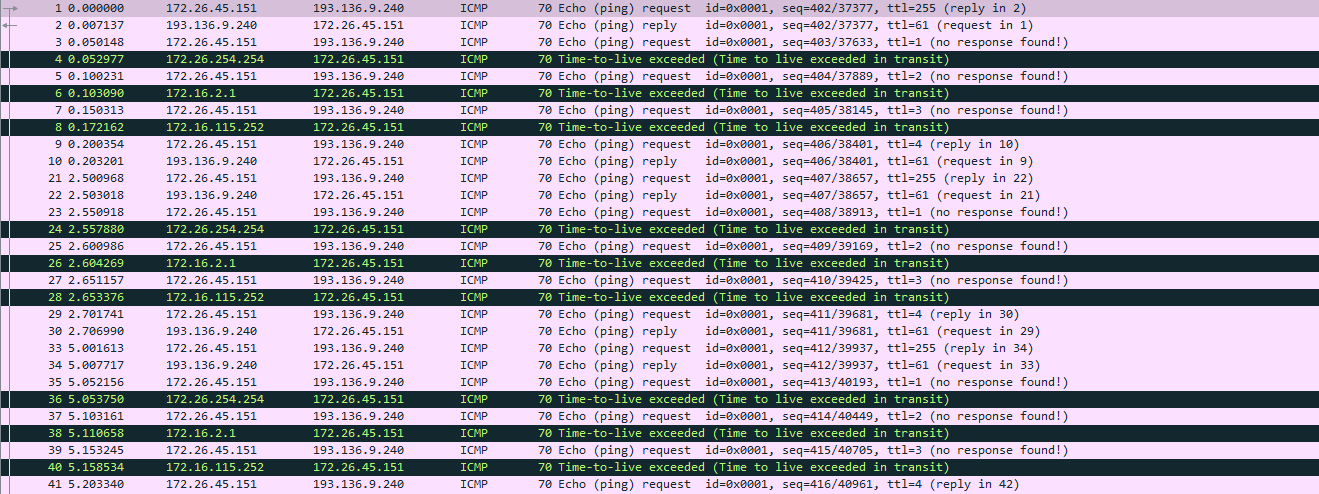 1 0.000000 172.26.45.151 193.136.9.240 ICMP 70 Echo (ping) request id=0x0001, seq=402/37377, ttl=255 (reply in 2)
2 0.007137 193.136.9.240 172.26.45.151 ICMP 70 Echo (ping) reply id=0x0001, seq=402/37377, ttl=61 (request in 1)
3 0.050148 172.26.45.151 193.136.9.240 ICMP 70 Echo (ping) request id=0x0001, seq=403/37633, ttl=1 (no response found!)
4 0.052977 172.26.254.254 172.26.45.151 ICMP 70 Time-to-live exceeded (Time to live exceeded in transit)
5 0.100231 172.26.45.151 193.136.9.240 ICMP 70 Echo (ping) request id=0x0001, seq=404/37889, ttl=2 (no response found!)
6 0.103090 172.16.2.1 172.26.45.151 ICMP 70 Time-to-live exceeded (Time to live exceeded in transit)
7 0.150313 172.26.45.151 193.136.9.240 ICMP 70 Echo (ping) request id=0x0001, seq=405/38145, ttl=3 (no response found!)
8 0.172162 172.16.115.252 172.26.45.151 ICMP 70 Time-to-live exceeded (Time to live exceeded in transit)
9 0.200354 172.26.45.151 193.136.9.240 ICMP 70 Echo (ping) request id=0x0001, seq=406/38401, ttl=4 (reply in 10)
10 0.203201 193.136.9.240 172.26.45.151 ICMP 70 Echo (ping) reply id=0x0001, seq=406/38401, ttl=61 (request in 9)
21 2.500968 172.26.45.151 193.136.9.240 ICMP 70 Echo (ping) request id=0x0001, seq=407/38657, ttl=255 (reply in 22)
22 2.503018 193.136.9.240 172.26.45.151 ICMP 70 Echo (ping) reply id=0x0001, seq=407/38657, ttl=61 (request in 21)
23 2.550918 172.26.45.151 193.136.9.240 ICMP 70 Echo (ping) request id=0x0001, seq=408/38913, ttl=1 (no response found!)
24 2.557880 172.26.254.254 172.26.45.151 ICMP 70 Time-to-live exceeded (Time to live exceeded in transit)
25 2.600986 172.26.45.151 193.136.9.240 ICMP 70 Echo (ping) request id=0x0001, seq=409/39169, ttl=2 (no response found!)
26 2.604269 172.16.2.1 172.26.45.151 ICMP 70 Time-to-live exceeded (Time to live exceeded in transit)
27 2.651157 172.26.45.151 193.136.9.240 ICMP 70 Echo (ping) request id=0x0001, seq=410/39425, ttl=3 (no response found!)
28 2.653376 172.16.115.252 172.26.45.151 ICMP 70 Time-to-live exceeded (Time to live exceeded in transit)
29 2.701741 172.26.45.151 193.136.9.240 ICMP 70 Echo (ping) request id=0x0001, seq=411/39681, ttl=4 (reply in 30)
30 2.706990 193.136.9.240 172.26.45.151 ICMP 70 Echo (ping) reply id=0x0001, seq=411/39681, ttl=61 (request in 29)
33 5.001613 172.26.45.151 193.136.9.240 ICMP 70 Echo (ping) request id=0x0001, seq=412/39937, ttl=255 (reply in 34)
34 5.007717 193.136.9.240 172.26.45.151 ICMP 70 Echo (ping) reply id=0x0001, seq=412/39937, ttl=61 (request in 33)
35 5.052156 172.26.45.151 193.136.9.240 ICMP 70 Echo (ping) request id=0x0001, seq=413/40193, ttl=1 (no response found!)
36 5.053750 172.26.254.254 172.26.45.151 ICMP 70 Time-to-live exceeded (Time to live exceeded in transit)
37 5.103161 172.26.45.151 193.136.9.240 ICMP 70 Echo (ping) request id=0x0001, seq=414/40449, ttl=2 (no response found!)
38 5.110658 172.16.2.1 172.26.45.151 ICMP 70 Time-to-live exceeded (Time to live exceeded in transit)
39 5.153245 172.26.45.151 193.136.9.240 ICMP 70 Echo (ping) request id=0x0001, seq=415/40705, ttl=3 (no response found!)
40 5.158534 172.16.115.252 172.26.45.151 ICMP 70 Time-to-live exceeded (Time to live exceeded in transit)
41 5.203340 172.26.45.151 193.136.9.240 ICMP 70 Echo (ping) request id=0x0001, seq=416/40961, ttl=4 (reply in 42)